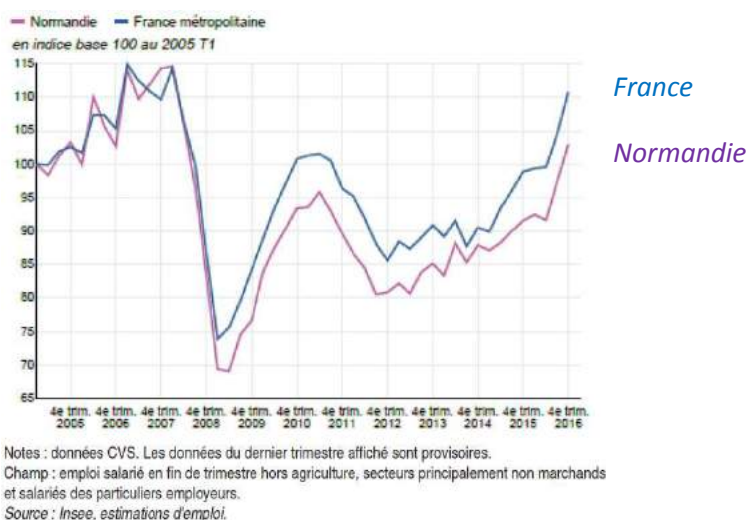 Normandie France métropolitaine
en indice base 100 au 2005 T1
115
110
105
100
95
90
85
80
75
70
65
4e trim. 4e trim. 4e trim. 4e trim. 4e trim. 4e trim. 4e trim. 4e trim. 4e trim. 4e trim. 4e trim. 4e trim.
2005 2006 2007 2008 2009 2010 2011 2012 2013 2014 2015 2016
France
Normandie
Notes : données CVS. Les données du dernier trimestre affiché sont provisoires.
Champ : emploi salarié en fin de trimestre hors agriculture, secteurs principalement non marchands
et salariés des particuliers employeurs.
Source : Insee, estimations d'emploi.